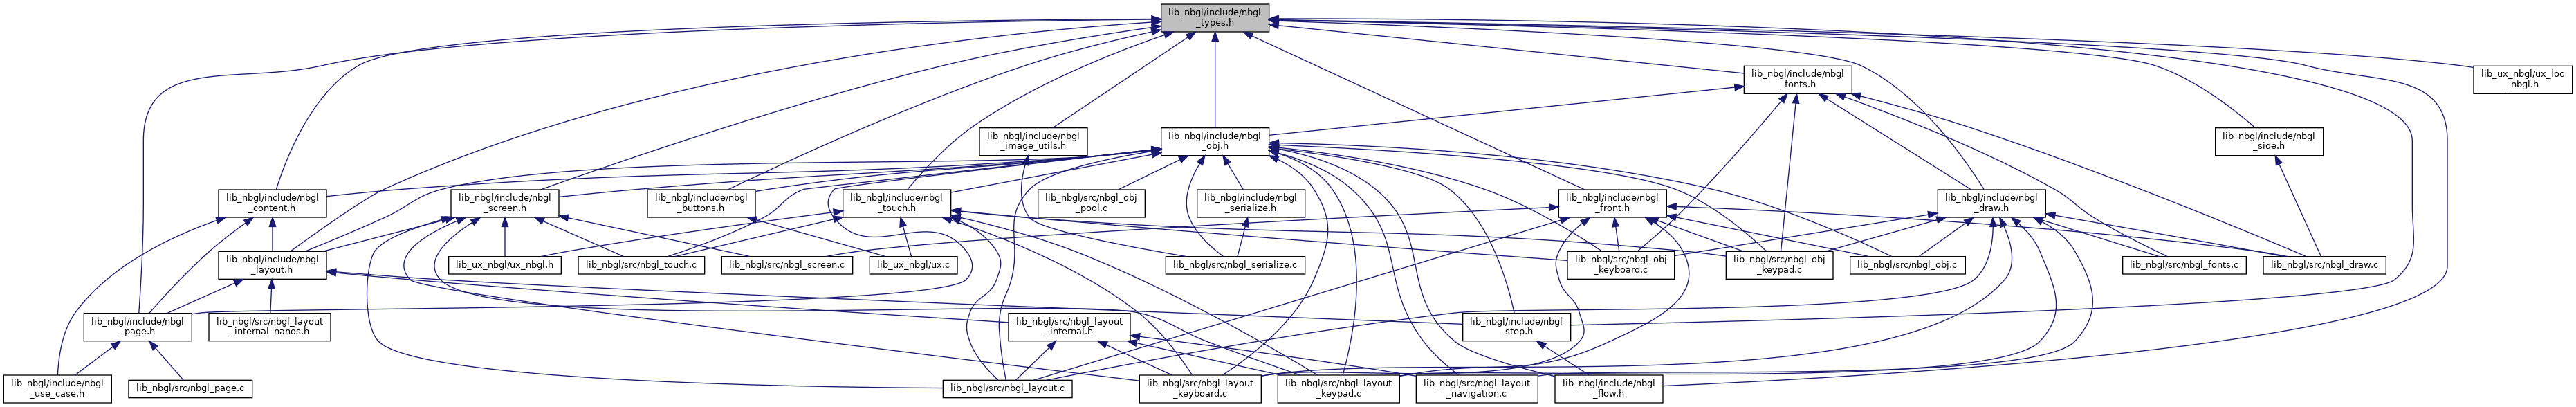 lib_nbgl/include/nbgl
_types.h
lib_nbgl/include/nbgl
_fonts.h
lib_ux_nbgl/ux_loc
_nbgl.h
lib_nbgl/include/nbgl
_image_utils.h
lib_nbgl/include/nbgl
_obj.h
lib_nbgl/include/nbgl
_side.h
lib_nbgl/include/nbgl
_content.h
lib_nbgl/include/nbgl
_screen.h
lib_nbgl/include/nbgl
_buttons.h
lib_nbgl/include/nbgl
_touch.h
lib_nbgl/src/nbgl_obj
_pool.c
lib_nbgl/include/nbgl
_serialize.h
lib_nbgl/include/nbgl
_front.h
lib_nbgl/include/nbgl
_draw.h
lib_nbgl/include/nbgl
_layout.h
lib_ux_nbgl/ux_nbgl.h
lib_nbgl/src/nbgl_touch.c
lib_nbgl/src/nbgl_screen.c
lib_ux_nbgl/ux.c
lib_nbgl/src/nbgl_serialize.c
lib_nbgl/src/nbgl_obj
_keyboard.c
lib_nbgl/src/nbgl_obj
_keypad.c
lib_nbgl/src/nbgl_obj.c
lib_nbgl/src/nbgl_fonts.c
lib_nbgl/src/nbgl_draw.c
lib_nbgl/include/nbgl
_page.h
lib_nbgl/src/nbgl_layout
_internal_nanos.h
lib_nbgl/src/nbgl_layout
_internal.h
lib_nbgl/include/nbgl
_step.h
lib_nbgl/include/nbgl
_use_case.h
lib_nbgl/src/nbgl_page.c
lib_nbgl/src/nbgl_layout.c
lib_nbgl/src/nbgl_layout
_keyboard.c
lib_nbgl/src/nbgl_layout
_keypad.c
lib_nbgl/src/nbgl_layout
_navigation.c
lib_nbgl/include/nbgl
_flow.h